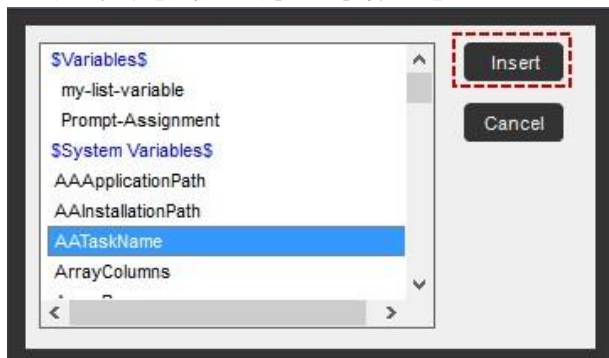 $Variables$
my-list-variable
Prompt-Assignment
$System Variables$
AAApplicationPath
AAInstallationPath
AATaskName
ArrayColumns
Insert
Cancel